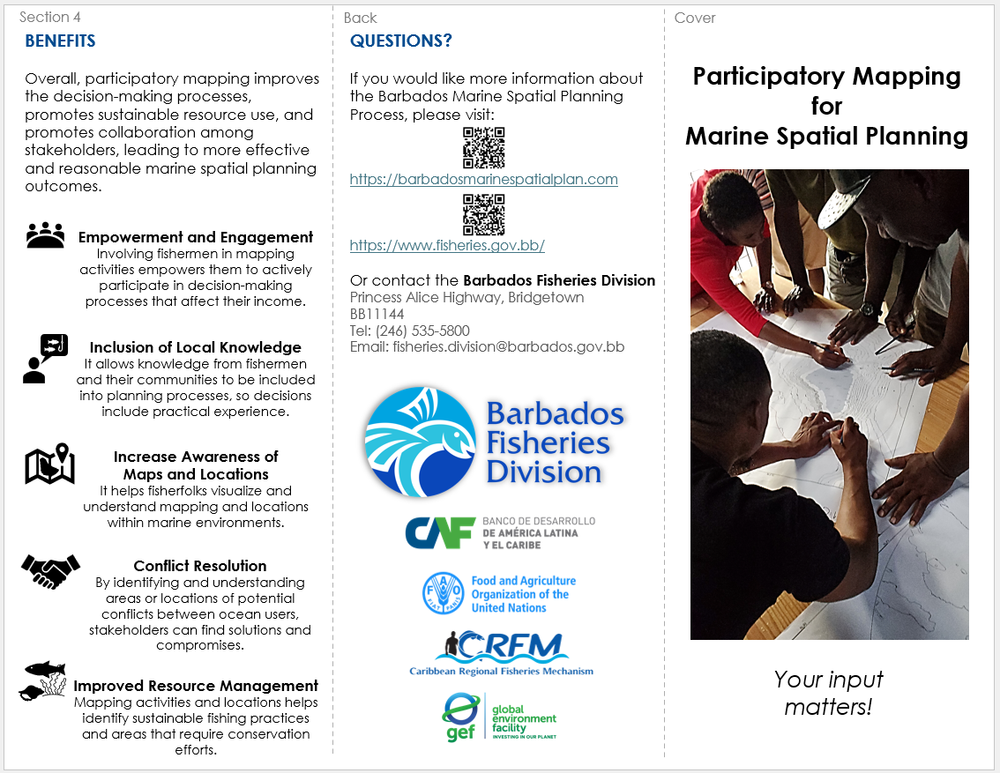 Section 4
BENEFITS
Overall, participatory mapping improves
the decision-making processes,
promotes sustainable resource use, and
promotes collaboration among
stakeholders, leading to more effective
and reasonable marine spatial planning
outcomes.
Empowerment and Engagement
Involving fishermen in mapping
activities empowers them to actively
participate in decision-making
processes that affect their income.
Inclusion of Local Knowledge
It allows knowledge from fishermen
and their communities to be included
into planning processes, so decisions
include practical experience.
Increase Awareness of
Maps and Locations
It helps fisherfolks visualize and
understand mapping and locations
within marine environments.
Conflict Resolution
By identifying and understanding
areas or locations of potential
conflicts between ocean users,
stakeholders can find solutions and
compromises.
Improved Resource Management
Mapping activities and locations helps
identify sustainable fishing practices
and areas that require conservation
efforts.
Back
QUESTIONS?
If you would like more information about
the Barbados Marine Spatial Planning
Process, please visit:
https://barbadosmarinespatialplan.com
https://www.fisheries.gov.bb/
Or contact the Barbados Fisheries Division
Princess Alice Highway, Bridgetown
BB11144
Tel: (246) 535-5800
Email: fisheries.division@barbados.gov.bb
Barbados
Fisheries
Division
CAF
BANCO DE DESARROLLO
DE AMÉRICA LATINA
Y EL CARIBE
FAO
FIAT PANIS
Food and Agriculture
Organization of the
United Nations
CRFM
Caribbean Regional Fisheries Mechanism
gef
global
environment
facility
INVESTING IN OUR PLANET
Cover
Participatory Mapping
for
Marine Spatial Planning
Your input
matters!